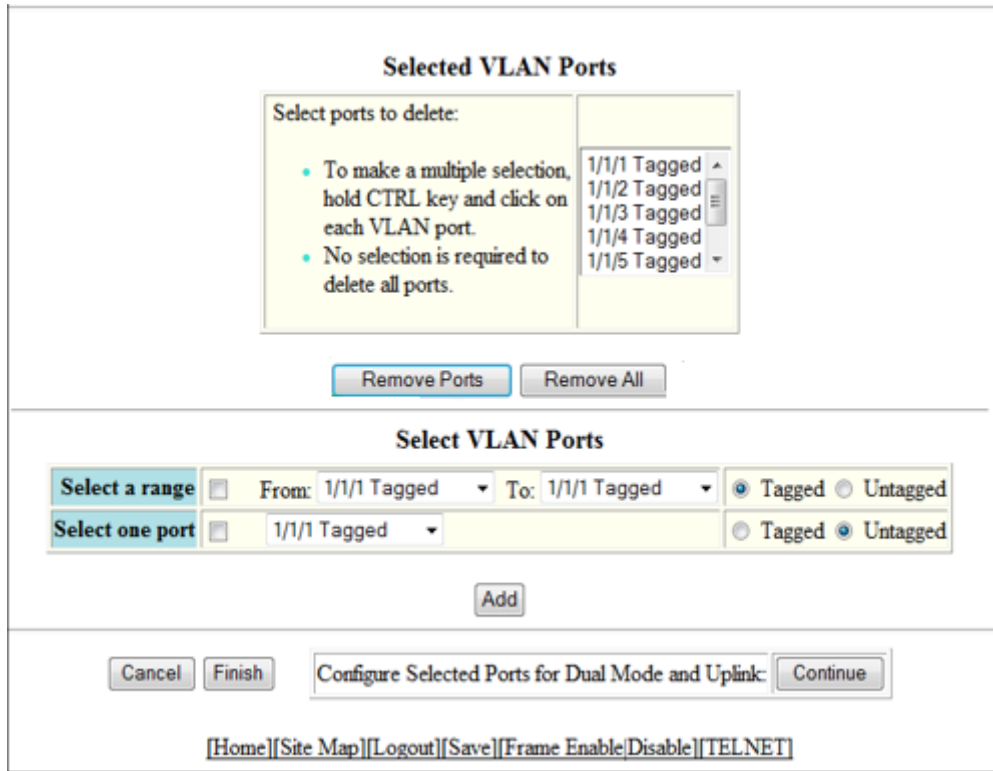 Selected VLAN Ports
Select ports to delete:
To make a multiple selection,
hold CTRL key and click on
each VLAN port.
No selection is required to
delete all ports.
1/1/1 Tagged
1/1/2 Tagged
1/1/3 Tagged
1/1/4 Tagged
1/1/5 Tagged
Remove Ports Remove All
Select VLAN Ports
Select a range From: 1/1/1 Tagged To: 1/1/1 Tagged Tagged Untagged
Select one port 1/1/1 Tagged Tagged Untagged
Add
Cancel Finish Configure Selected Ports for Dual Mode and Uplink: Continue
[Home][Site Map][Logout][Save][Frame Enable|Disable][TELNET]